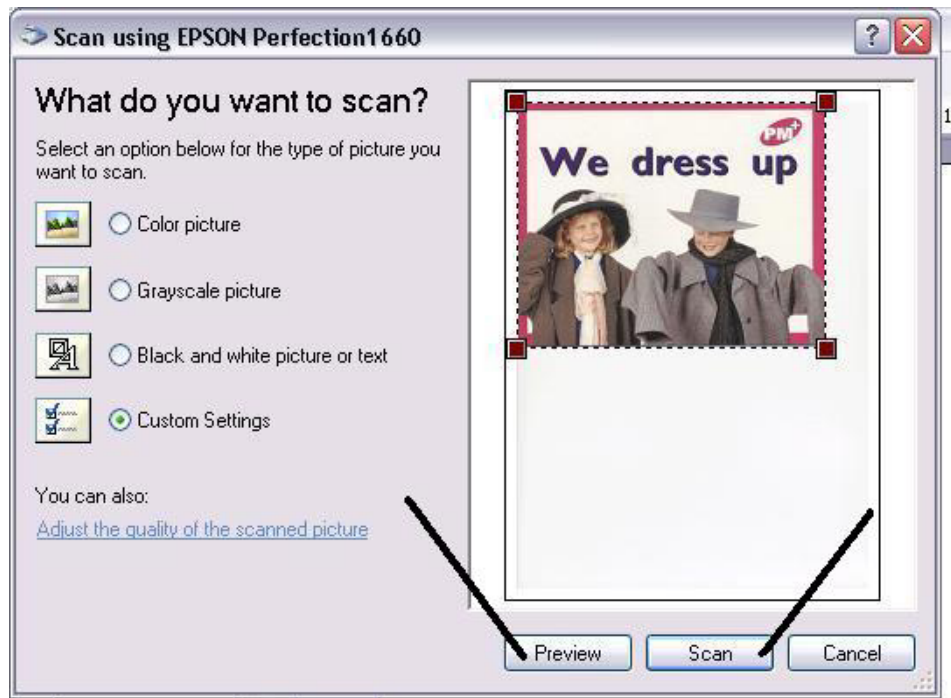 Scan using EPSON Perfection1660
What do you want to scan?
Select an option below for the type of picture you
want to scan.
Color picture
Grayscale picture
Black and white picture or text
Custom Settings
You can also:
Adjust the quality of the scanned picture
PM+
We dress up
Preview
Scan
Cancel
1